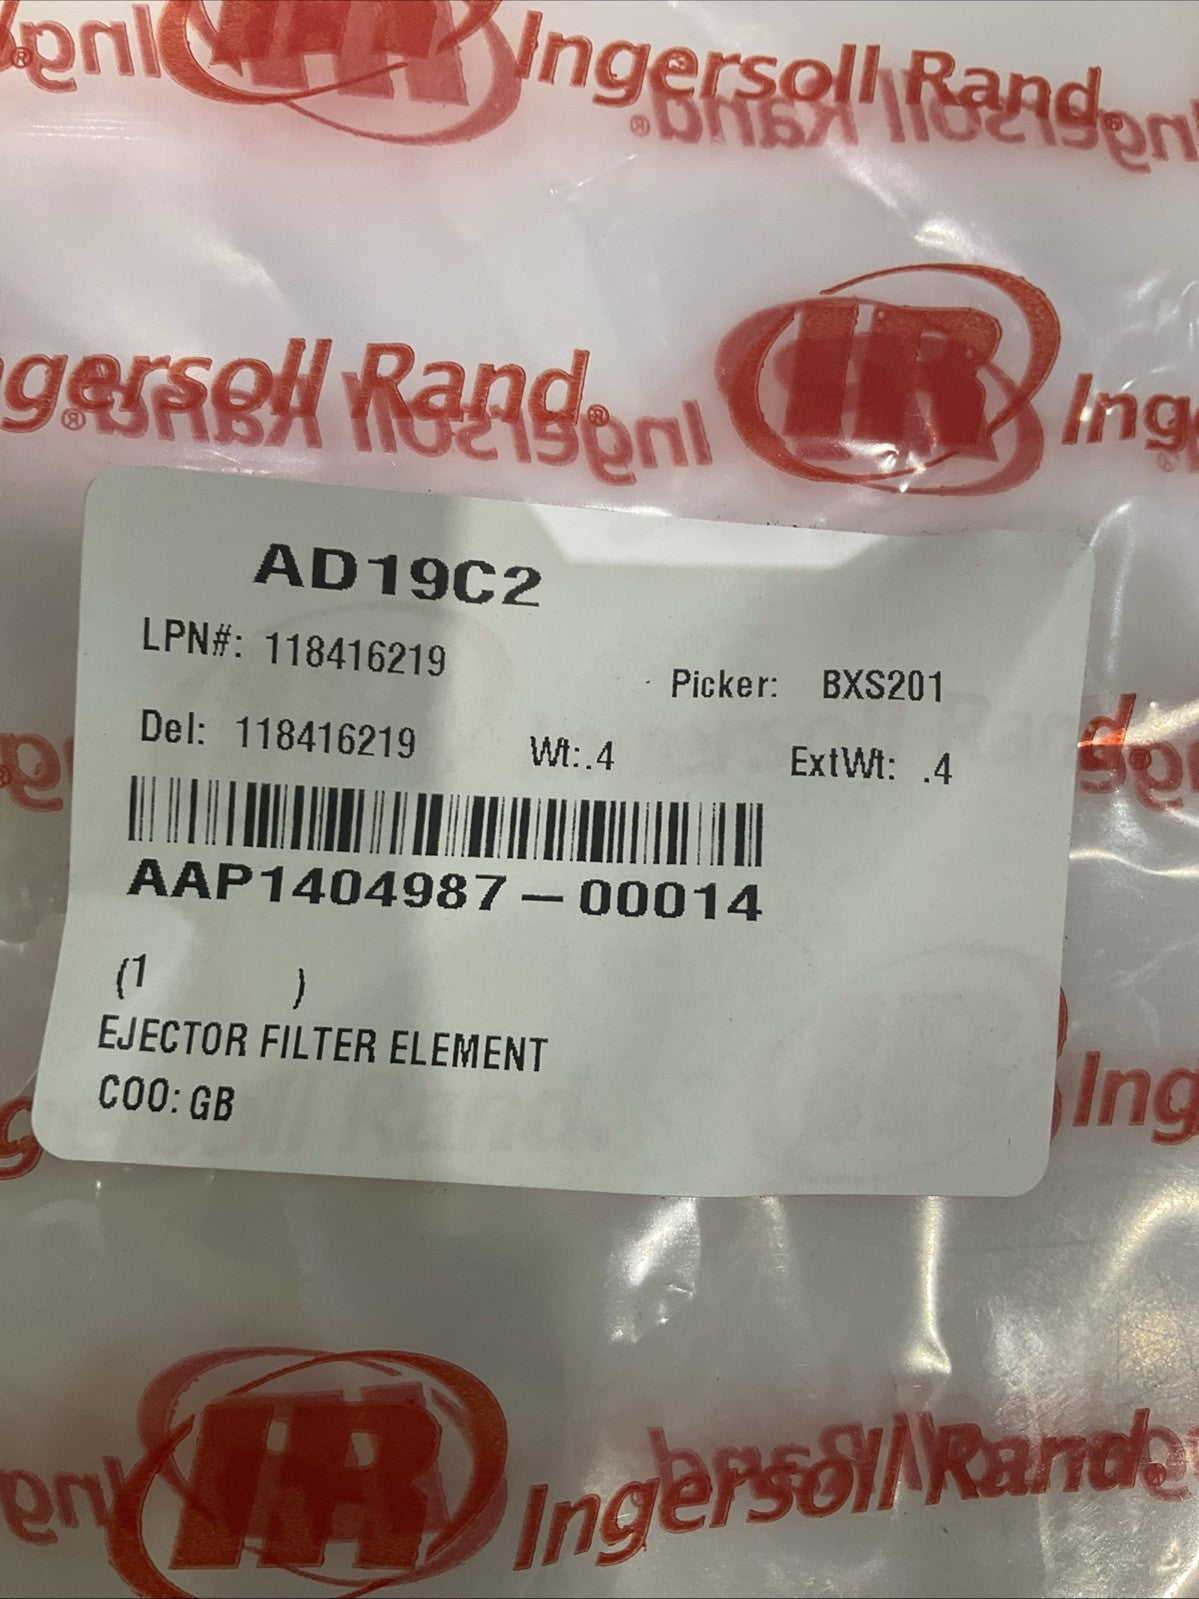 Ingersoll Rand®
Ingersoll Rand®
IR
Ing
AD19C2
LPN#: 118416219
Picker: BXS201
Del: 118416219 Wt:.4 ExtWt: .4
AAP1404987-00014
(1 )
EJECTOR FILTER ELEMENT
COO: GB
Ing
IR
Ingersoll Rand®